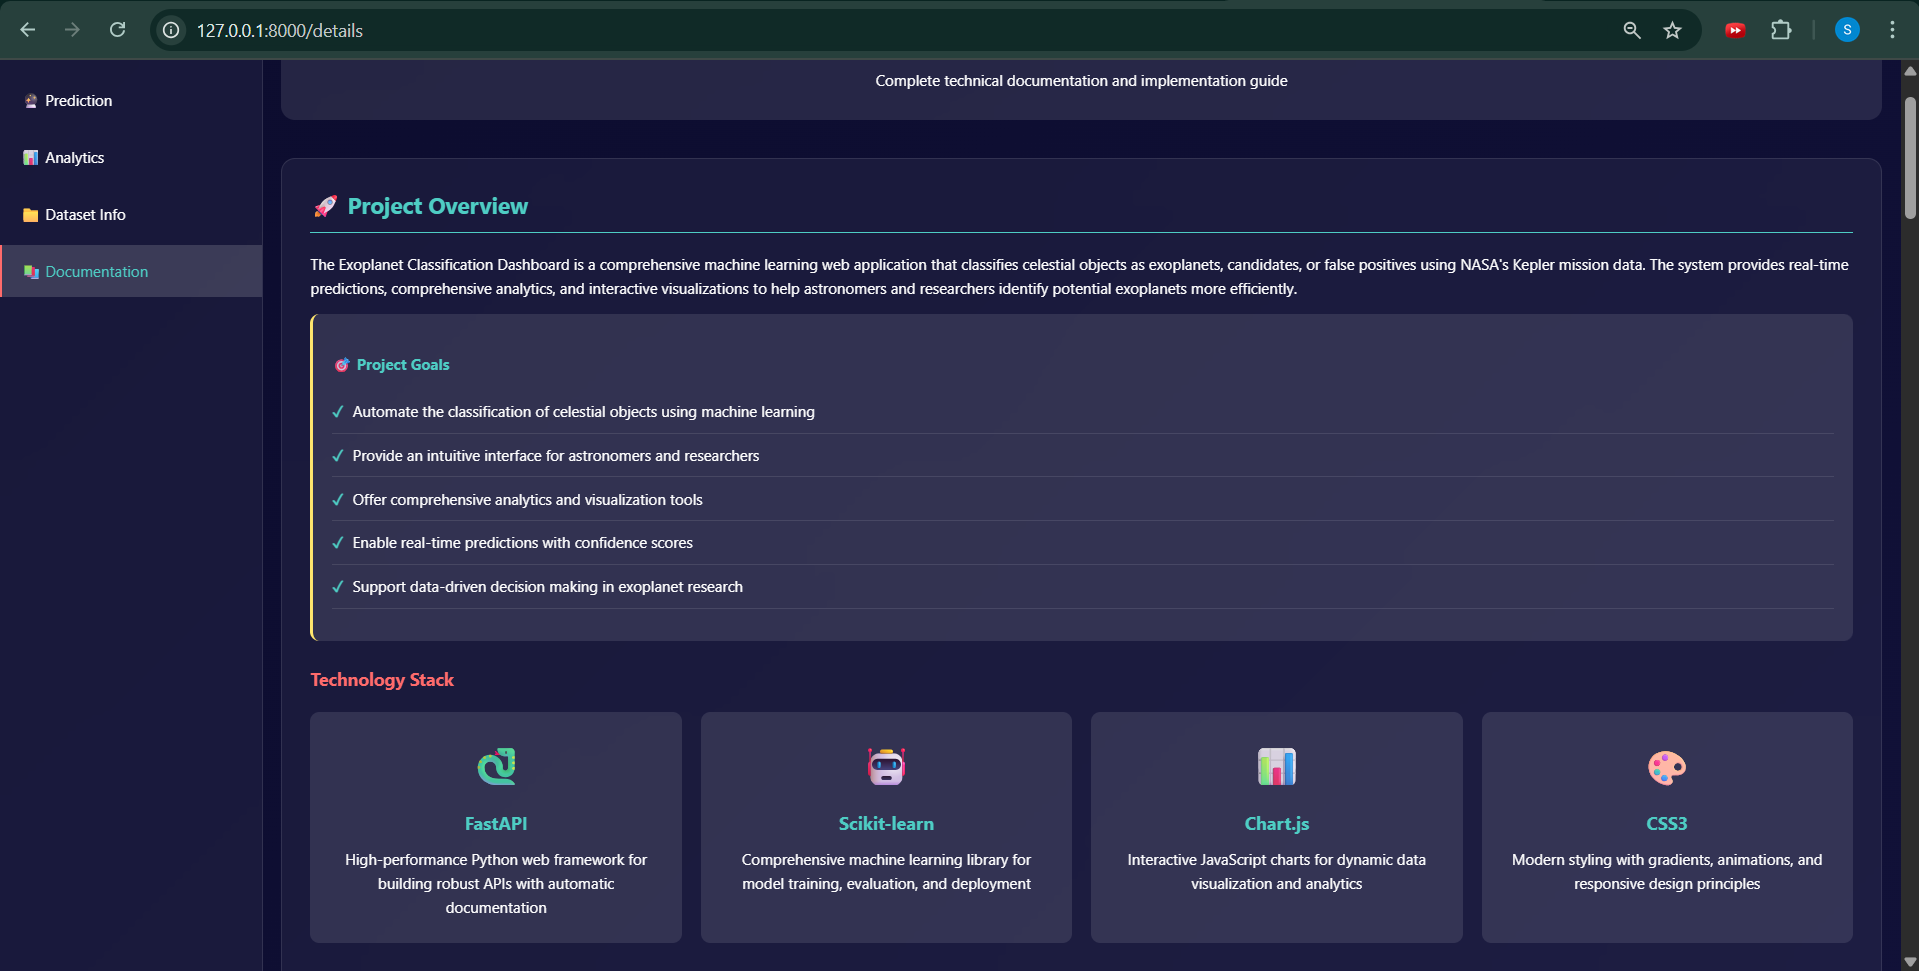 127.0.0.1:8000/details
S
Prediction
Analytics
Dataset Info
Documentation
Complete technical documentation and implementation guide
Project Overview
The Exoplanet Classification Dashboard is a comprehensive machine learning web application that classifies celestial objects as exoplanets, candidates, or false positives using NASA's Kepler mission data. The system provides real-time
predictions, comprehensive analytics, and interactive visualizations to help astronomers and researchers identify potential exoplanets more efficiently.
Project Goals
✓ Automate the classification of celestial objects using machine learning
✓ Provide an intuitive interface for astronomers and researchers
✓ Offer comprehensive analytics and visualization tools
✓ Enable real-time predictions with confidence scores
✓ Support data-driven decision making in exoplanet research
Technology Stack
FastAPI
High-performance Python web framework for
building robust APIs with automatic
documentation
Scikit-learn
Comprehensive machine learning library for
model training, evaluation, and deployment
Chart.js
Interactive JavaScript charts for dynamic data
visualization and analytics
CSS3
Modern styling with gradients, animations, and
responsive design principles